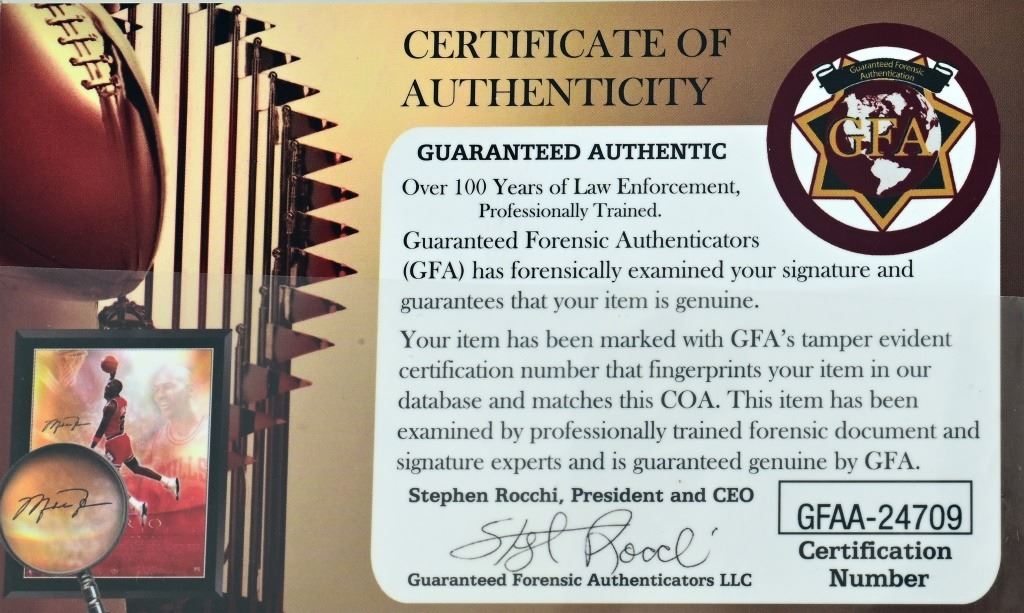 CERTIFICATE OF
AUTHENTICITY
Guaranteed Forensic
Authentication
GFA
GUARANTEED AUTHENTIC
Over 100 Years of Law Enforcement,
Professionally Trained.
Guaranteed Forensic Authenticators
(GFA) has forensically examined your signature and
guarantees that your item is genuine.
Your item has been marked with GFA's tamper evident
certification number that fingerprints your item in our
database and matches this COA. This item has been
examined by professionally trained forensic document and
signature experts and is guaranteed genuine by GFA.
Stephen Rocchi, President and CEO
Guaranteed Forensic Authenticators LLC
GFAA-24709
Certification
Number